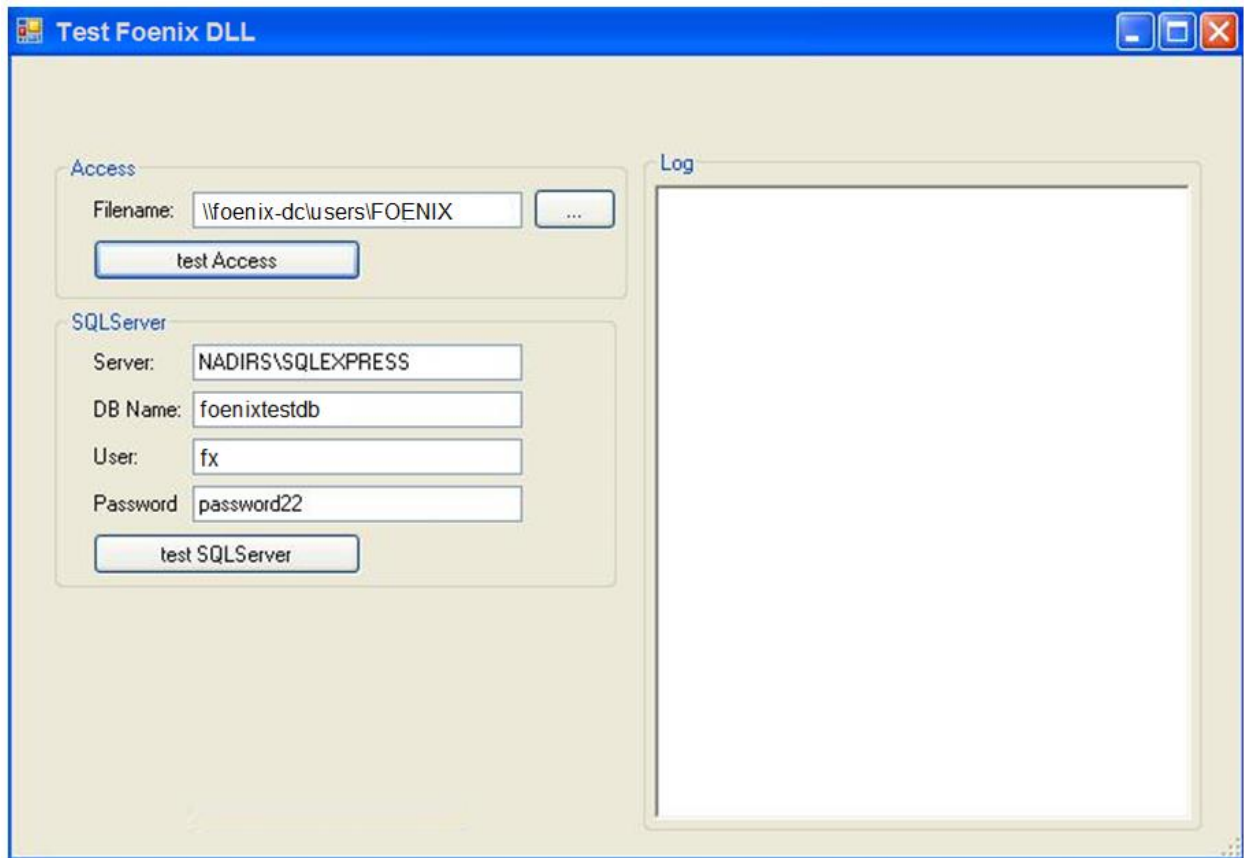 Test Foenix DLL
Access
Filename: \\foenix-dc\users\FOENIX ...
test Access
SQLServer
Server: NADIRS\SQLEXPRESS
DB Name: foenixtestdb
User: fx
Password password22
test SQLServer
Log